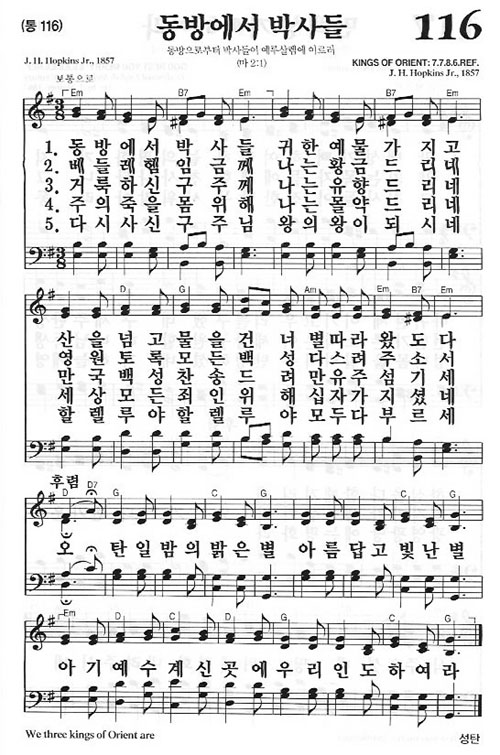 (통 116)
동방에서 박사들
116
동방으로부터 박사들이 예루살렘에 이르러
(마 2:1)
J. H. Hopkins Jr., 1857
KINGS OF ORIENT: 7.7.8.6.REF.
J. H. Hopkins Jr., 1857
보통으로
Em B7 Em Em B7 Em
3/8
1. 동방에서 박사들 귀한예물 가지고
2. 베들레헴 임금께 나는황금 드리네
3. 거룩하신 구주께 나는유향 드리네
4. 주의죽을 몸위해 나는몰약 드리네
5. 다시사신 구주님 왕의왕이 되시네
3/8
Em D G Am Em B7 Em
산을넘고물을건너 별따라 왔도다
영원토록모든백성 다스려 주소서
만국백성찬송드려 만유주 섬기세
세상모든죄인위해 십자가 지셨네
할렐루야할렐루야 모두 부르세
후렴
D D7 G C G G C G
오 탄일밤의밝은별 아름답고빛난별
Em D C D G C G
아기예수계신곳에우리인도하여라
We three kings of Orient are
성탄